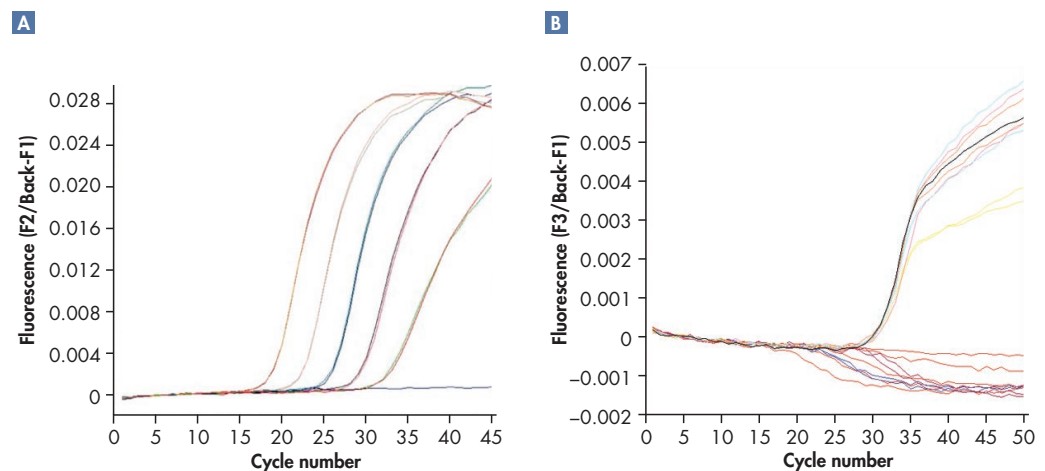 A
Fluorescence (F2/Back-F1)
0.028
0.024
0.020
0.016
0.012
0.008
0.004
0
0 5 10 15 20 25 30 35 40 45
Cycle number
B
Fluorescence (F3/Back-F1)
0.007
0.006
0.005
0.004
0.003
0.002
0.001
0
−0.001
−0.002
0 5 10 15 20 25 30 35 40 45 50
Cycle number